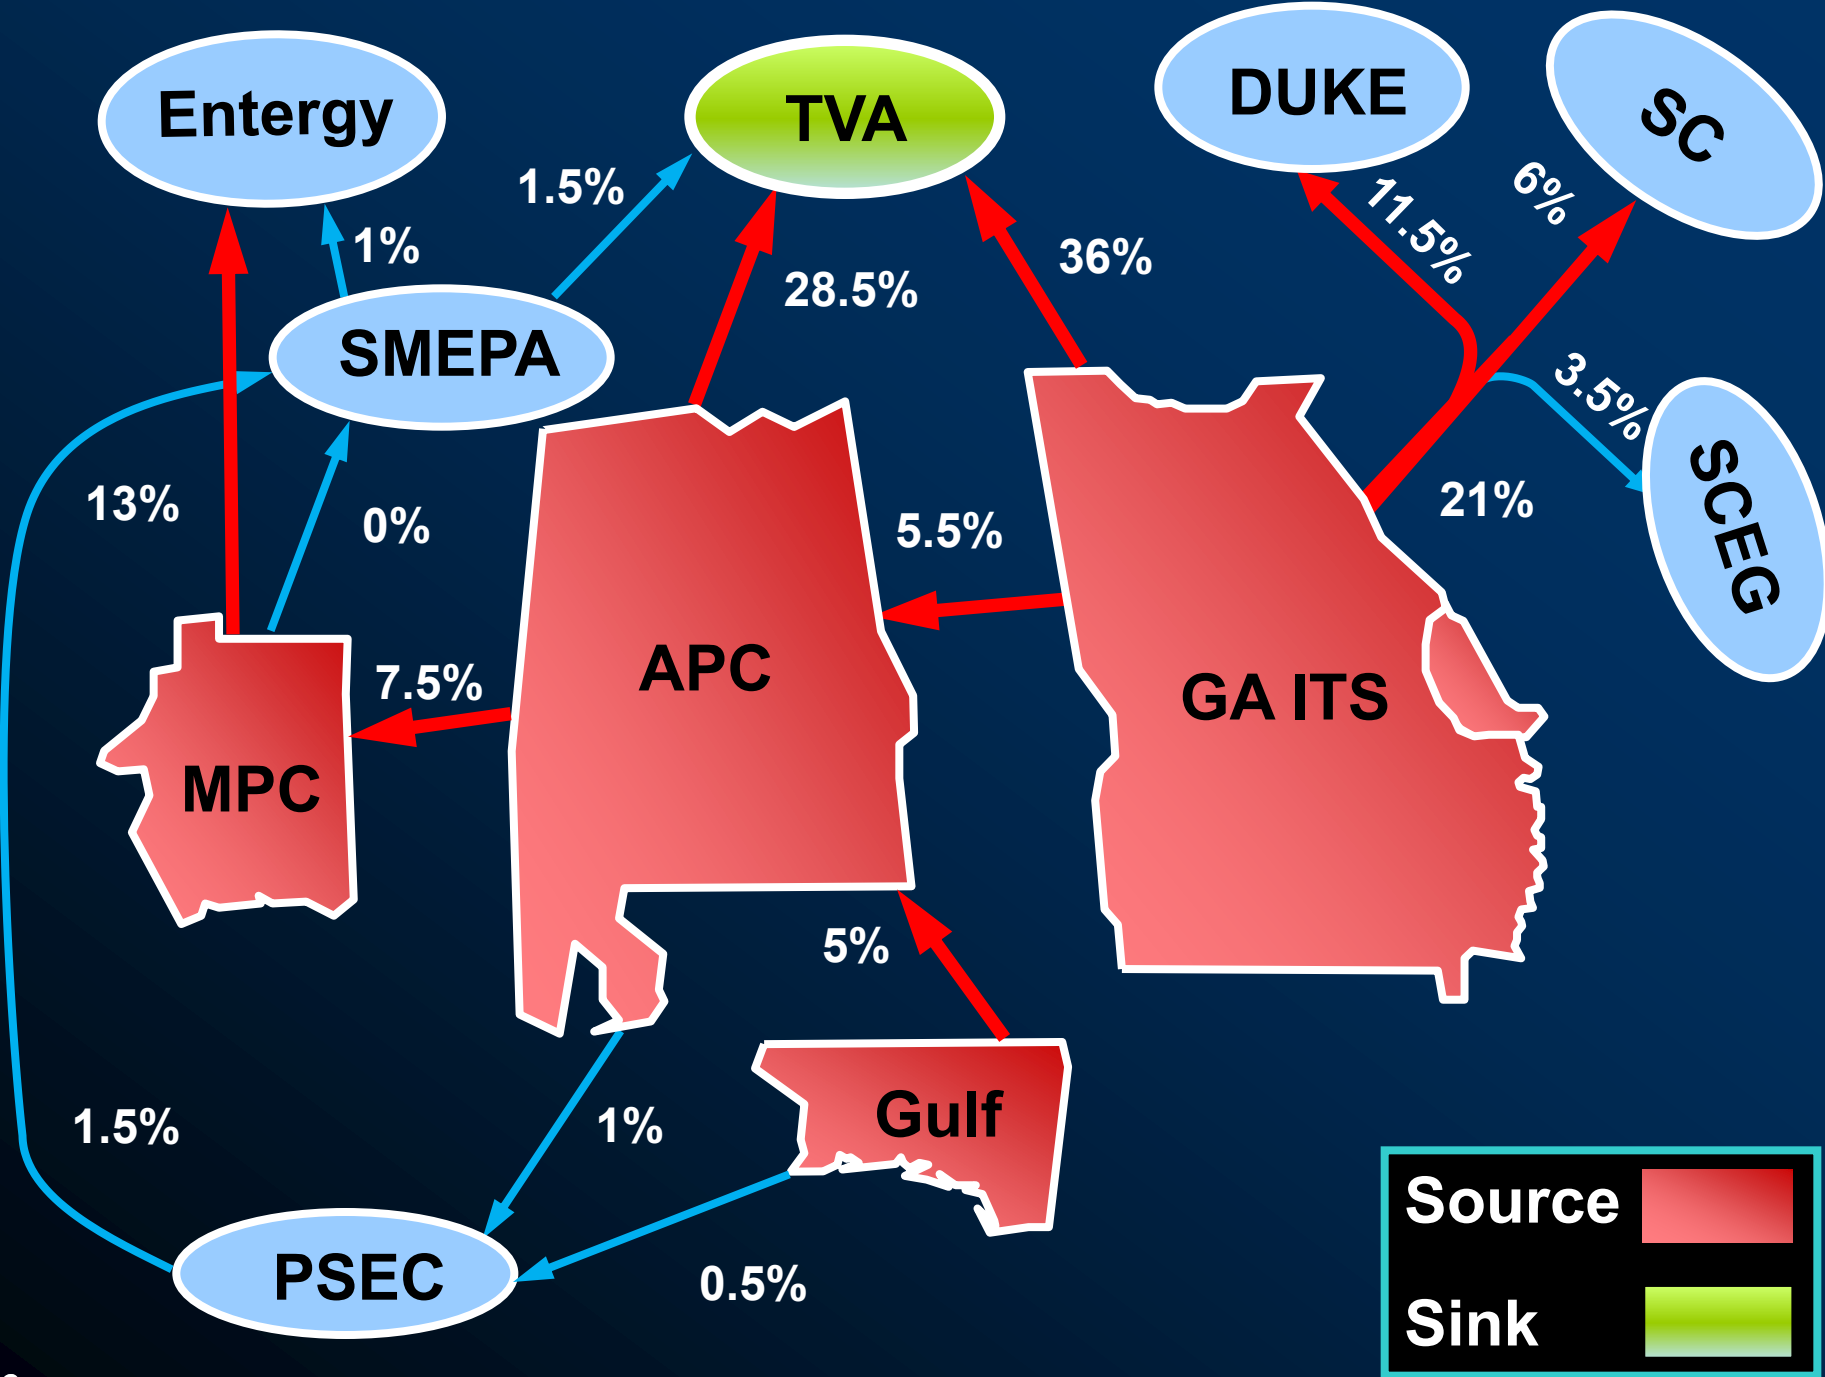 Entergy
TVA
DUKE
SC
1.5%
1%
28.5%
36%
11.5%
6%
SMEPA
3.5%
13%
0%
5.5%
21%
SCEG
7.5%
APC
GA ITS
MPC
5%
Gulf
1.5%
1%
PSEC
0.5%
Source
Sink